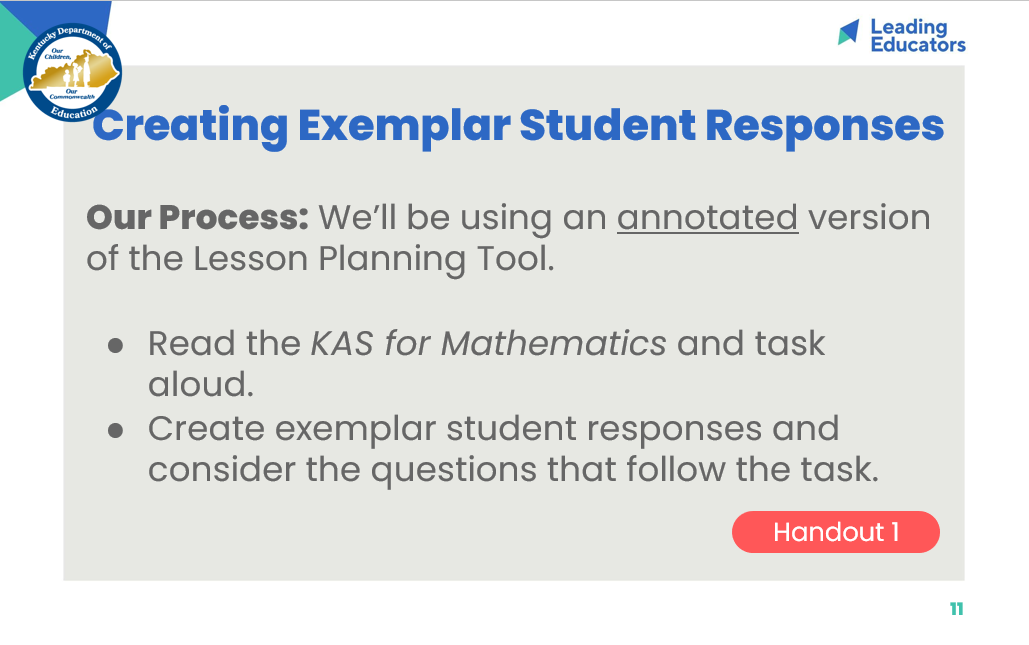 Kentucky Department of
Our
Children,
Our
Commonwealth
Education
Leading
Educators
Creating Exemplar Student Responses
Our Process: We’ll be using an annotated version
of the Lesson Planning Tool.
● Read the KAS for Mathematics and task
aloud.
● Create exemplar student responses and
consider the questions that follow the task.
Handout 1
11